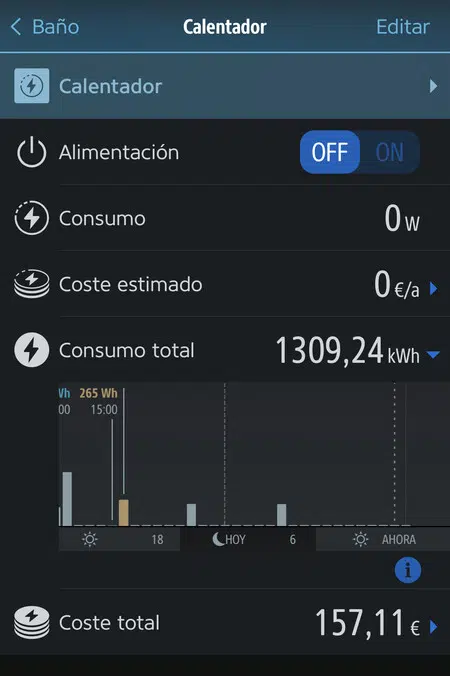 Baño Calentador Editar
Calentador
Alimentación OFF ON
Consumo 0 W
Coste estimado 0 €/a
Consumo total 1309,24 kWh
Wh 265 Wh
00 15:00
18 HOY 6 AHORA
i
Coste total 157,11 €